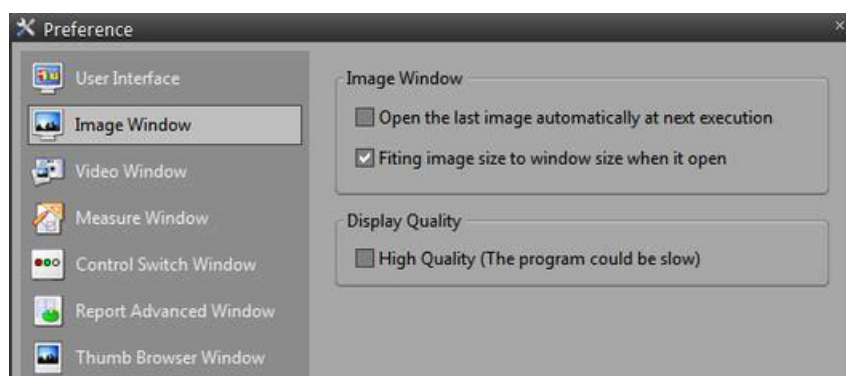 Preference
User Interface
Image Window
Video Window
Measure Window
Control Switch Window
Report Advanced Window
Thumb Browser Window
Image Window
Open the last image automatically at next execution
Fiting image size to window size when it open
Display Quality
High Quality (The program could be slow)